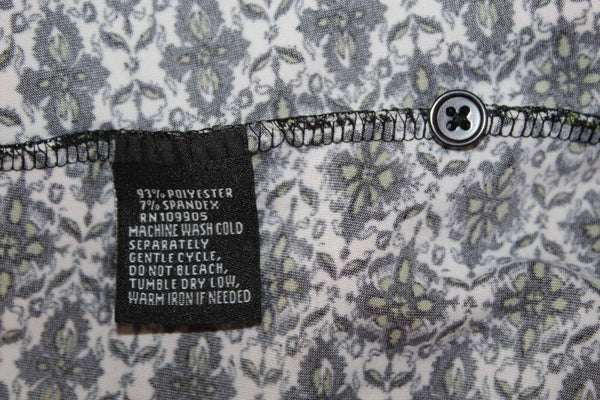 93% POLYESTER
7% SPANDEX
RN109905
MACHINE WASH COLD
SEPARATELY
GENTLE CYCLE,
DO NOT BLEACH,
TUMBLE DRY LOW,
WARM IRON IF NEEDED